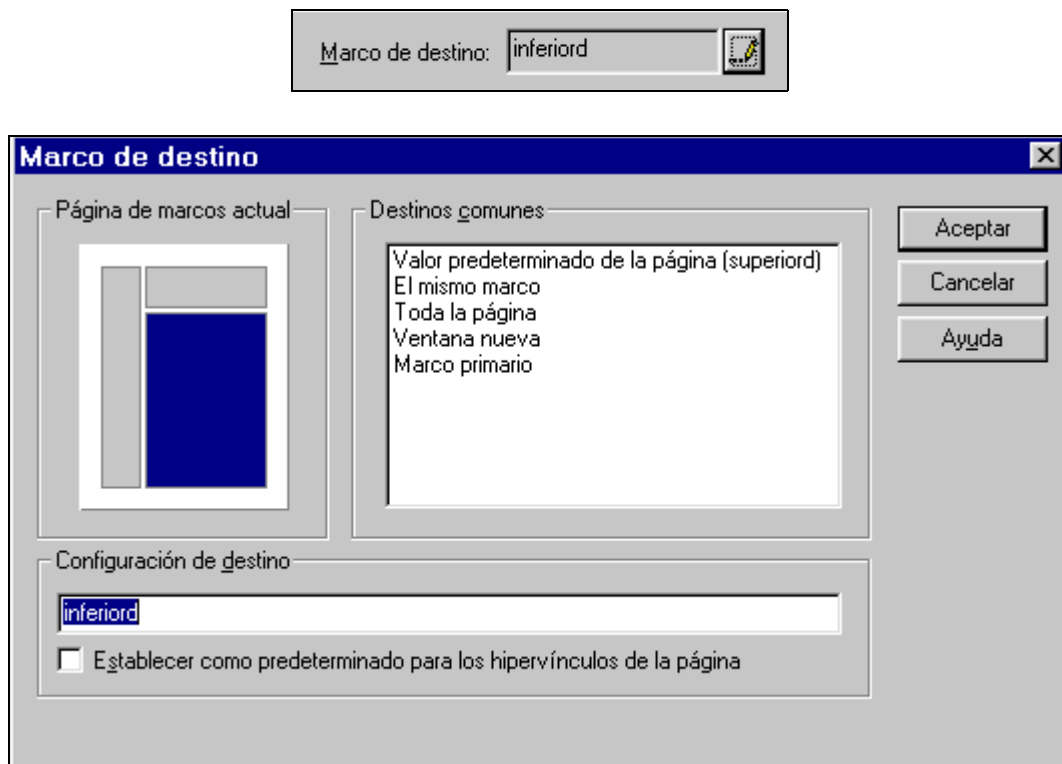 Marco de destino: inferiord
Marco de destino
Página de marcos actual
Destinos comunes
Valor predeterminado de la página (superiord)
El mismo marco
Toda la página
Ventana nueva
Marco primario
Aceptar
Cancelar
Ayuda
Configuración de destino
inferiord
Establecer como predeterminado para los hipervínculos de la página